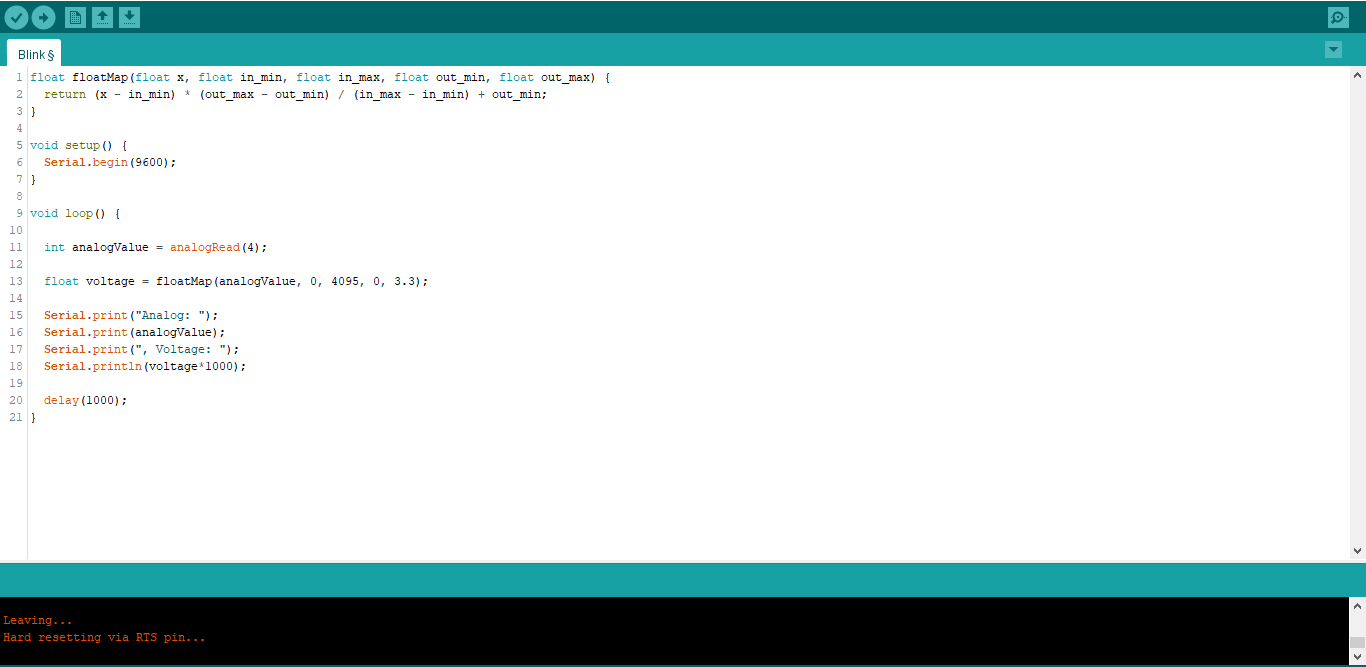 Blink §
1 float floatMap(float x, float in_min, float in_max, float out_min, float out_max) {
2   return (x - in_min) * (out_max - out_min) / (in_max - in_min) + out_min;
3 }
4
5 void setup() {
6   Serial.begin(9600);
7 }
8
9 void loop() {
10
11   int analogValue = analogRead(4);
12
13   float voltage = floatMap(analogValue, 0, 4095, 0, 3.3);
14
15   Serial.print("Analog: ");
16   Serial.print(analogValue);
17   Serial.print(", Voltage: ");
18   Serial.println(voltage*1000);
19
20   delay(1000);
21 }
Leaving...
Hard resetting via RTS pin...